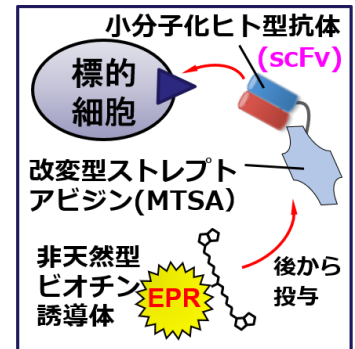 小分子化ヒト型抗体
(scFv)
標的
細胞
改変型ストレプト
アビジン(MTSA）
非天然型
ビオチン
誘導体
EPR
後から
投与